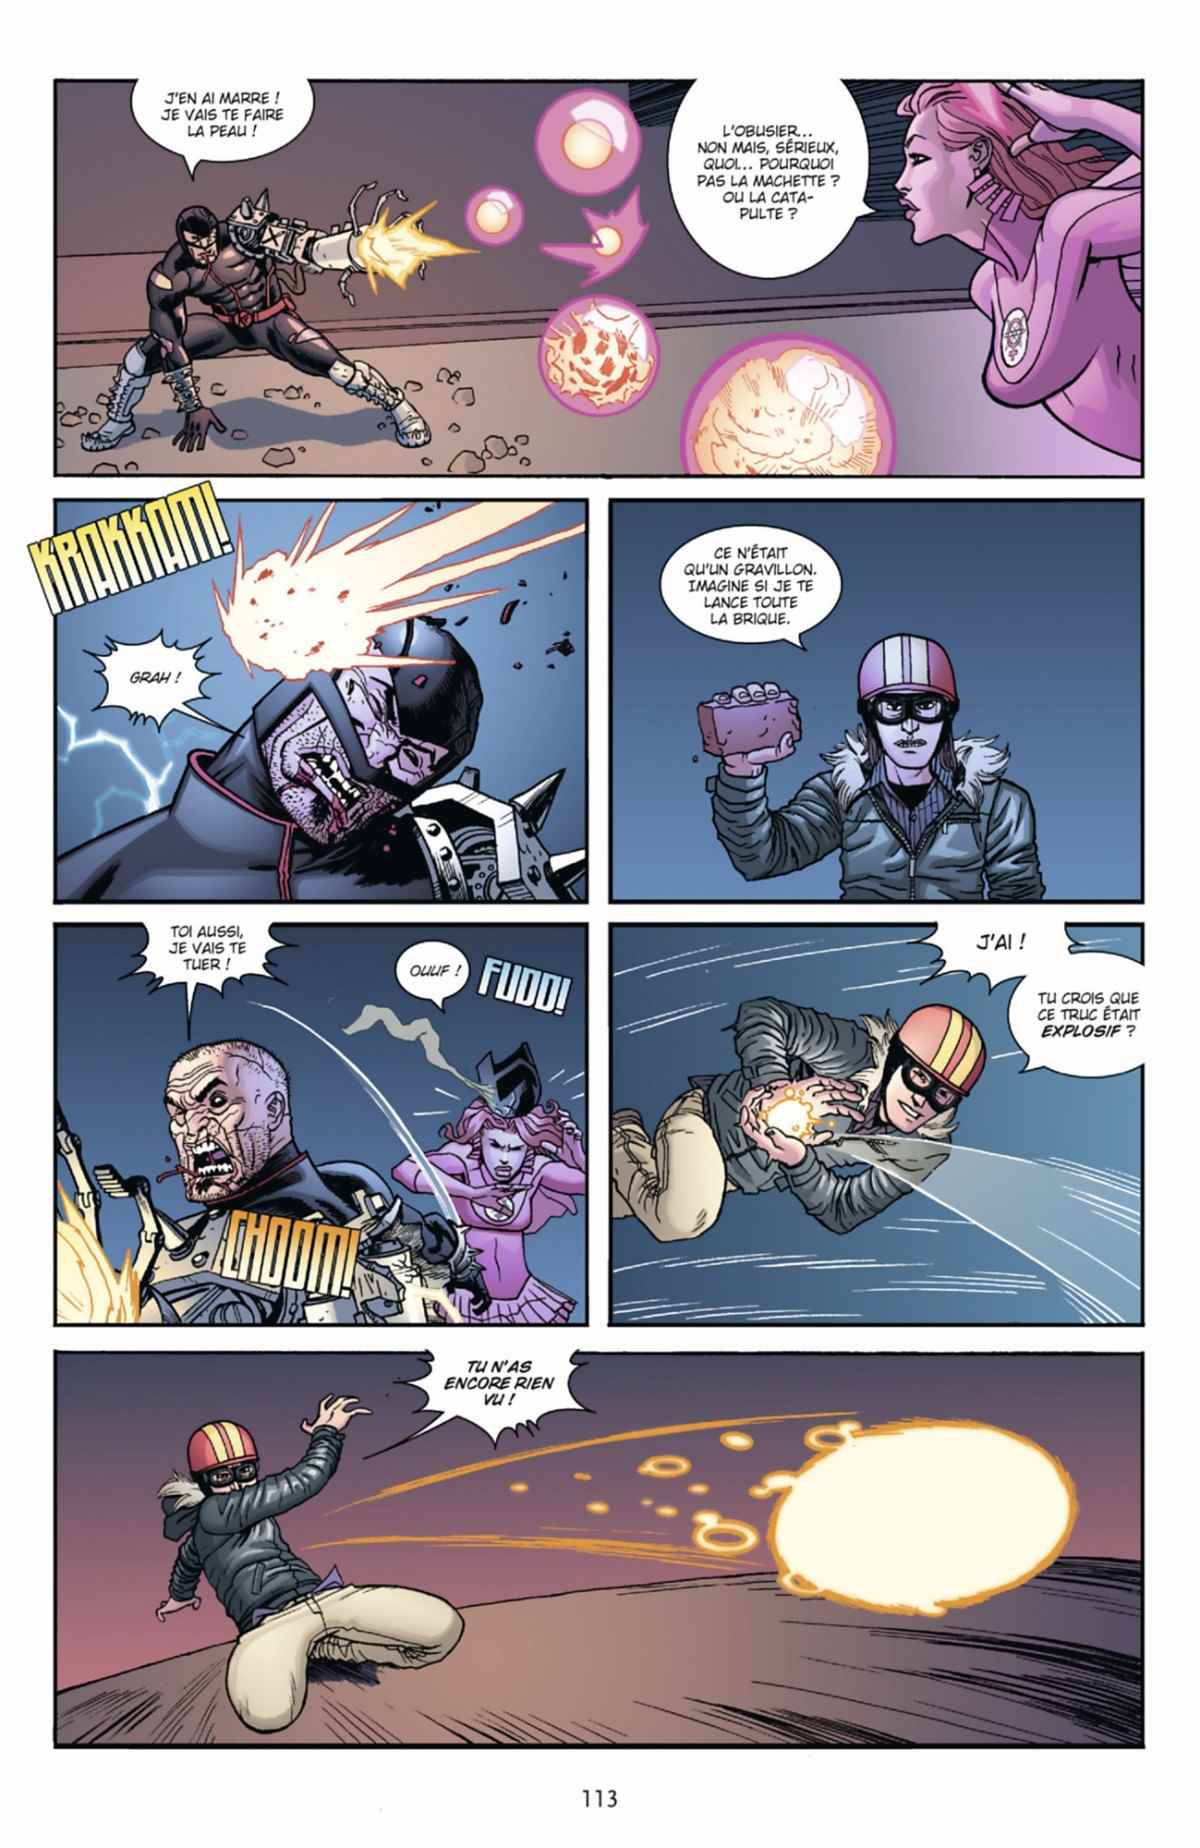 J'EN AI MARRE !
JE VAIS TE FAIRE
LA PEAU !
L'OBUSIER...
NON MAIS, SÉRIEUX,
QUOI... POURQUOI
PAS LA MACHETTE ?
OU LA CATA-
PULTE ?
KRAKKAM!
GRAH !
CE N'ÉTAIT
QU'UN GRAVILLON.
IMAGINE SI JE TE
LANCE TOUTE
LA BRIQUE.
TOI AUSSI,
JE VAIS TE
TUER !
OUUF !
FUDD!
CHOOM!
J'AI !
TU CROIS QUE
CE TRUC ÉTAIT
EXPLOSIF ?
TU N'AS
ENCORE RIEN
VU !
113